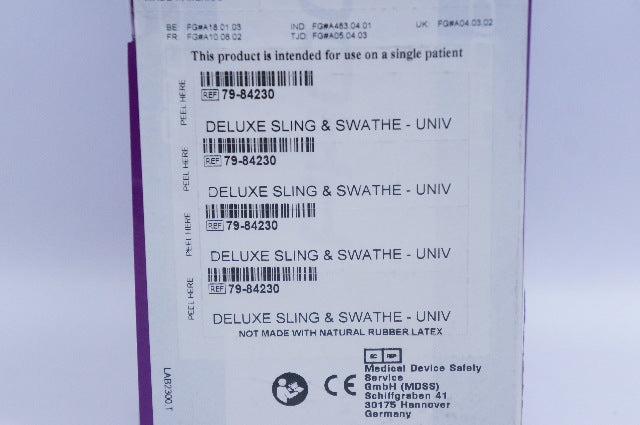 BE: FG#A18.01.03 IND: FG#A463.04.01 UK: FG#A04.03.02
FR: FG#A10.08.02 TJD: FG#A05.04.03
This product is intended for use on a single patient
PEEL HERE
REF 79-84230
DELUXE SLING & SWATHE - UNIV
PEEL HERE
REF 79-84230
DELUXE SLING & SWATHE - UNIV
PEEL HERE
REF 79-84230
DELUXE SLING & SWATHE - UNIV
PEEL HERE
REF 79-84230
DELUXE SLING & SWATHE - UNIV
NOT MADE WITH NATURAL RUBBER LATEX
LAB2300.1
CE
EC REP
Medical Device Safety
Service
GmbH (MDSS)
Schiffgraben 41
30175 Hannover
Germany